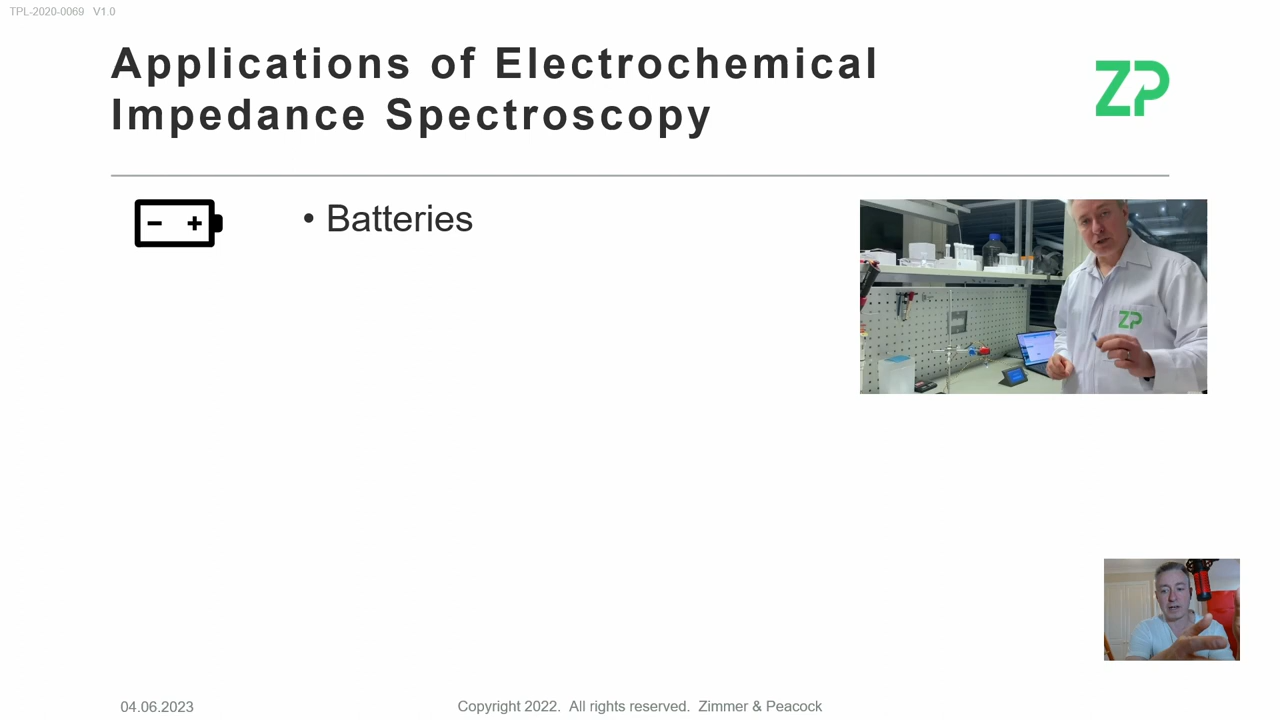 TPL-2020-0069 V1.0
Applications of Electrochemical
Impedance Spectroscopy
ZP
• Batteries
ZP
04.06.2023
Copyright 2022. All rights reserved. Zimmer & Peacock